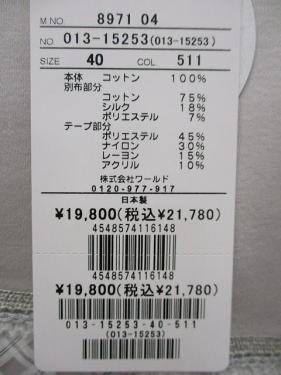 M.NO. 8971 04
NO 013-15253(013-15253)
SIZE 40 COL 511
本体 コットン 100%
別布部分
コットン 75%
シルク 18%
ポリエステル 7%
テープ部分
ポリエステル 45%
ナイロン 30%
レーヨン 15%
アクリル 10%
株式会社ワールド
0120-977-917
日本製
¥19,800(税込¥21,780)
4548574116148
4548574116148
¥19,800(税込¥21,780)
013-15253-40-511
(013-15253)